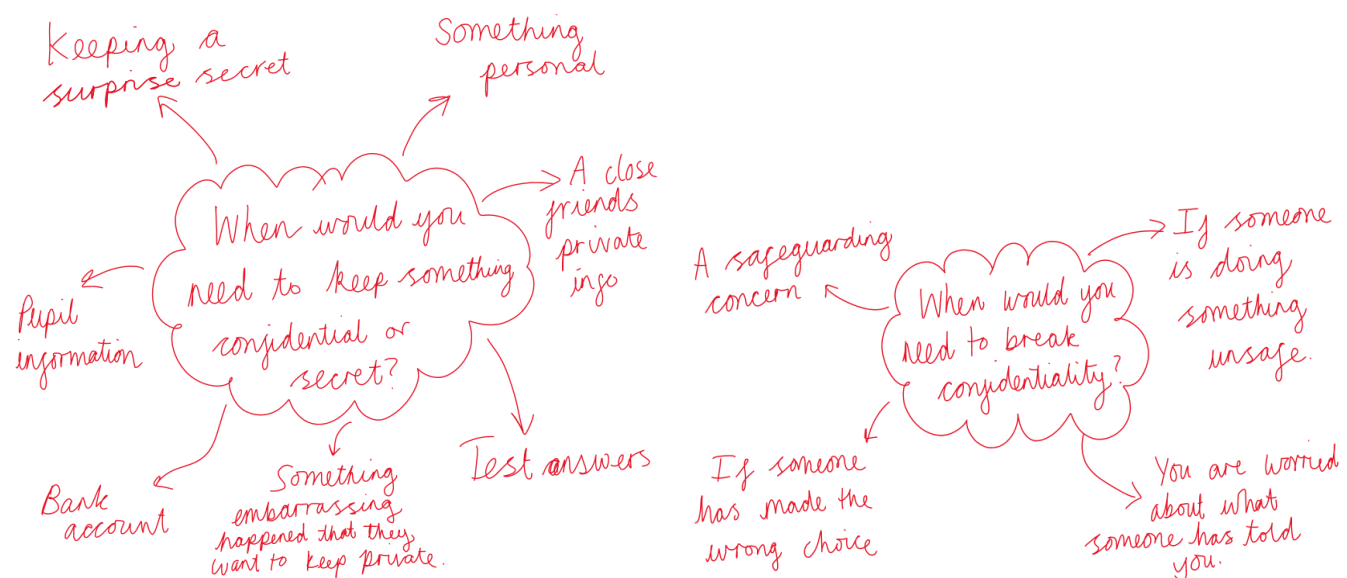 Keeping a
surprise secret
Something
personal
When would you
need to keep something
confidential or
secret?
A close
friends
private
info
Pupil
information
Bank
account
Something
embarrassing
happened that they
want to keep private.
Test answers
When would you
need to break
confidentiality?
A safeguarding
concern
If someone
is doing
something
unsafe.
If someone
has made the
wrong choice
You are worried
about what
someone has told
you.